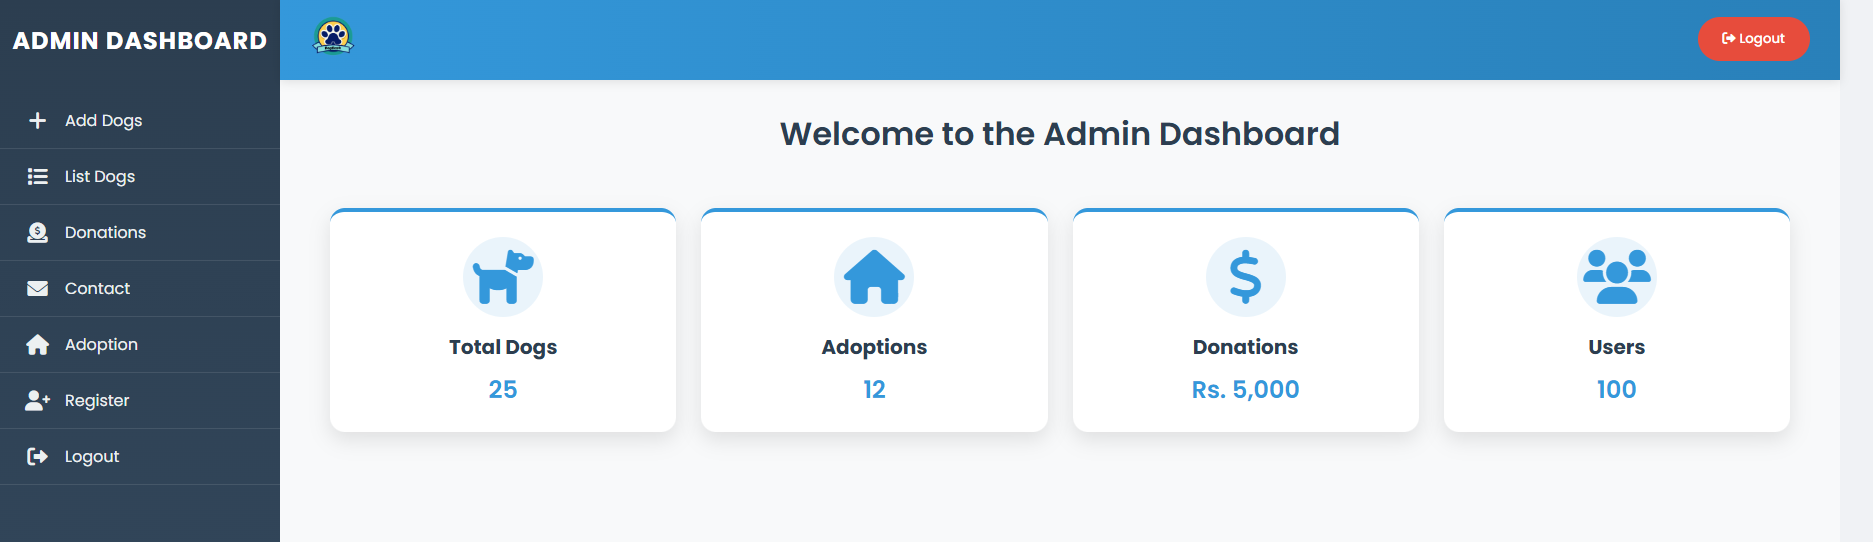 ADMIN DASHBOARD
Add Dogs
List Dogs
Donations
Contact
Adoption
Register
Logout
Logout
Welcome to the Admin Dashboard
Total Dogs
25
Adoptions
12
Donations
Rs. 5,000
Users
100